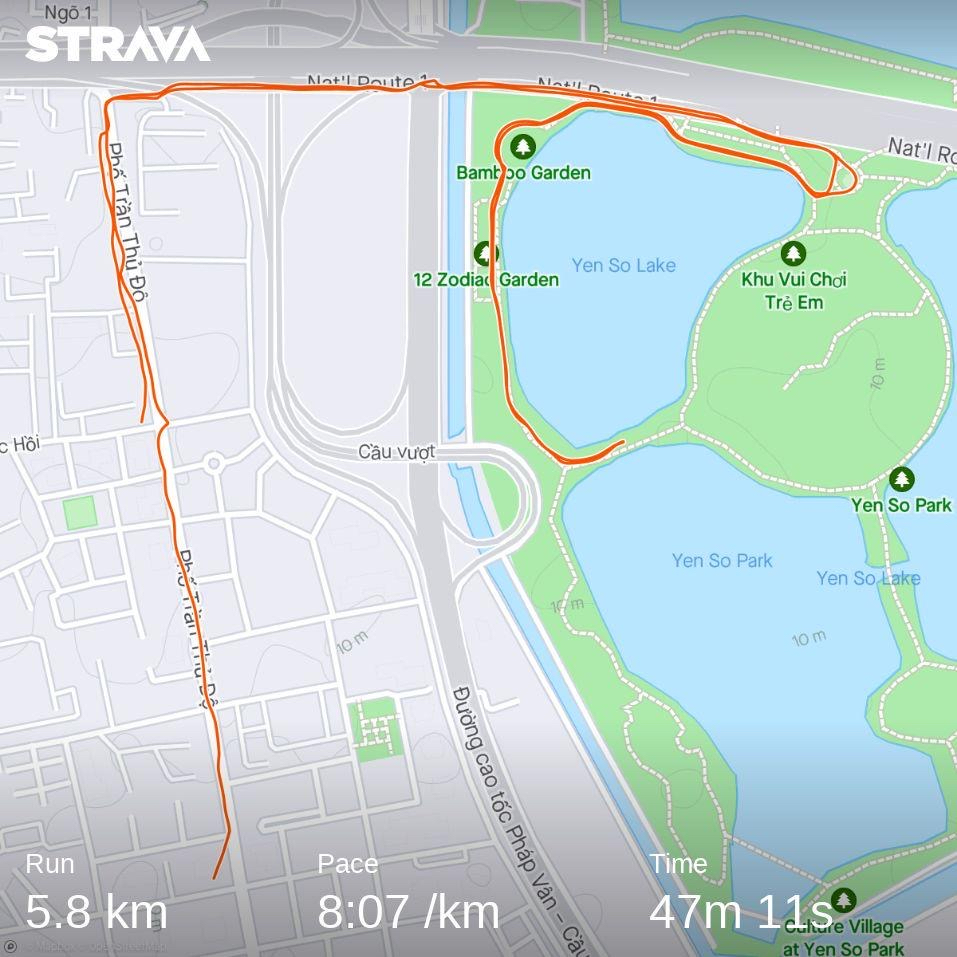 Ngõ 1
STRAVA
Nat'l Route 1
Nat'l Route 1
Nat'l Ro
Phố Trần Thủ Độ
Bamboo Garden
12 Zodiac Garden
Yen So Lake
Khu Vui Chơi
Trẻ Em
10 m
c Hồi
Cầu vượt
Yen So Park
Yen So Park
Yen So Lake
Phố Trần Thủ Độ
10 m
10 m
10 m
Đường cao tốc Pháp Vân – Cầu
Run
5.8 km
Pace
8:07 /km
Time
47m 11s
Culture Village
at Yen So Park
© Mapbox © OpenStreetMap